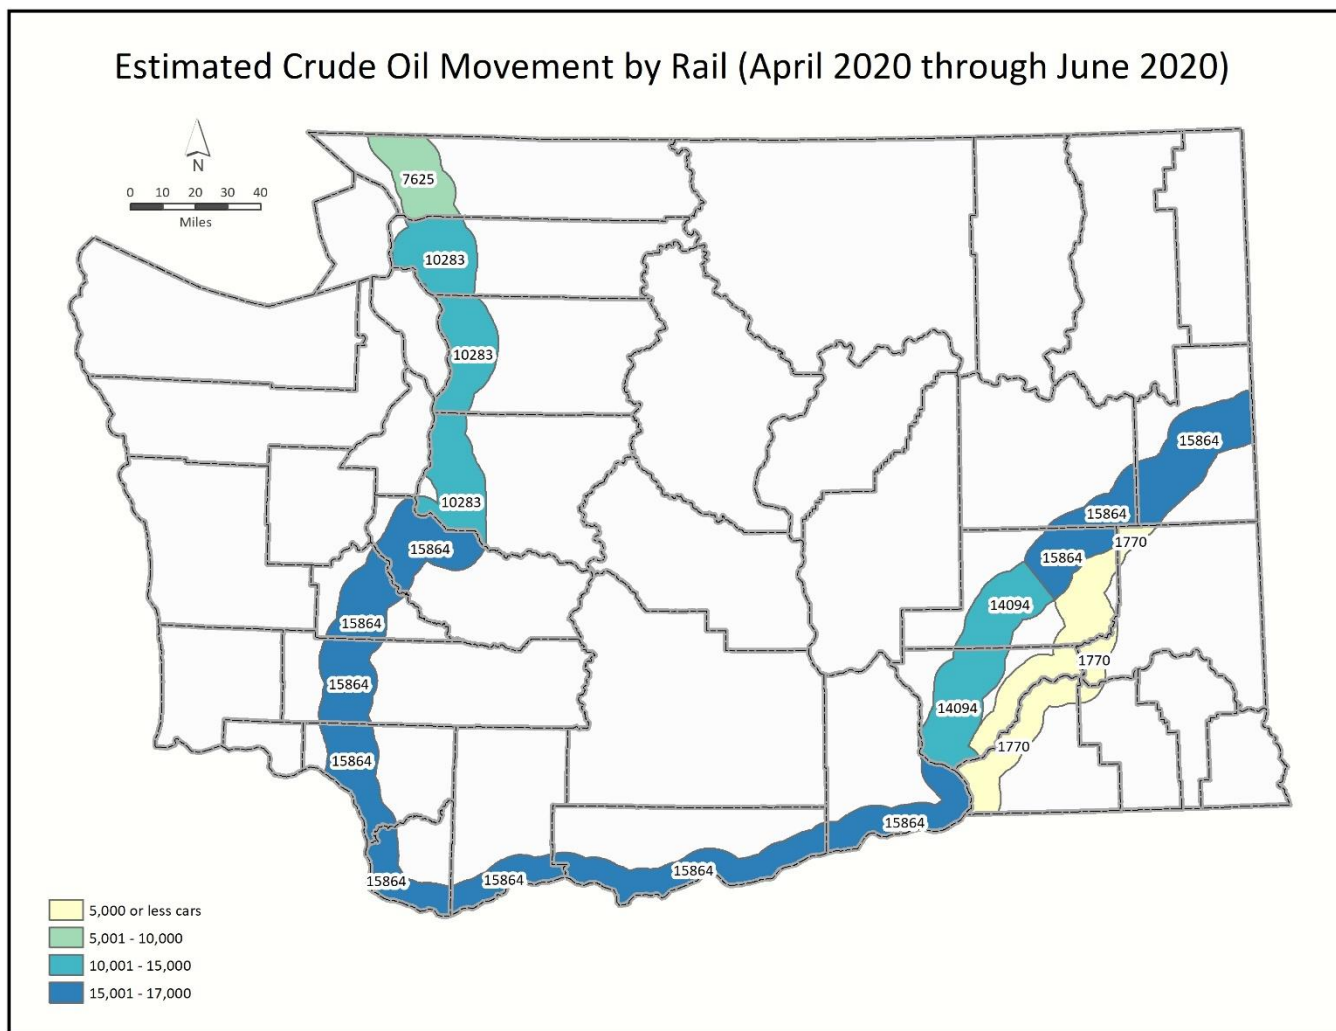 Estimated Crude Oil Movement by Rail (April 2020 through June 2020)
N
0 10 20 30 40
Miles
7625
10283
10283
10283
15864
15864
15864
15864
15864
15864
15864
15864
15864
15864
15864
1770
14094
1770
14094
1770
5,000 or less cars
5,001 - 10,000
10,001 - 15,000
15,001 - 17,000